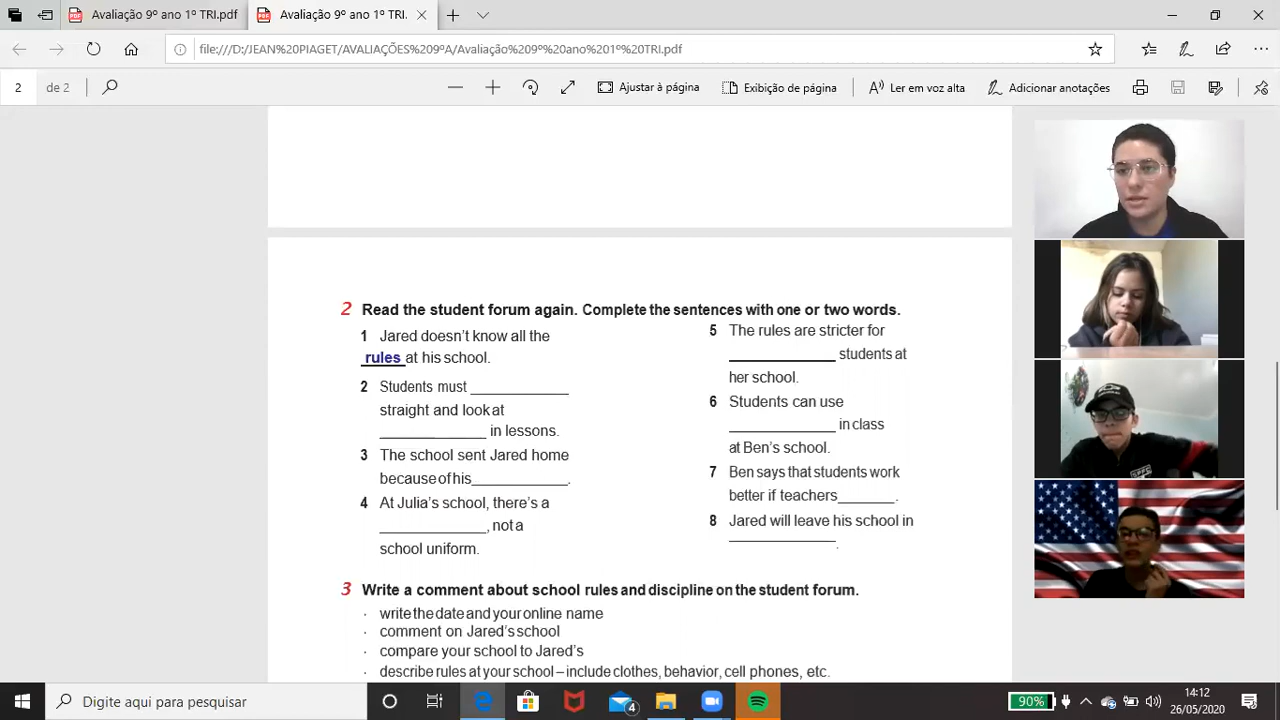 Avaliação 9º ano 1º TRI.pdf
Avaliação 9º ano 1º TRI.
file:///D:/JEAN%20PIAGET/AVALIAÇÕES%209ºA/Avaliação%209º%20ano%201º%20TRI.pdf
2 de 2
Ajustar à página
Exibição de página
Ler em voz alta
Adicionar anotações
2 Read the student forum again. Complete the sentences with one or two words.
1 Jared doesn't know all the
rules at his school.
2 Students must ____________
straight and look at
____________ in lessons.
3 The school sent Jared home
because of his____________.
4 At Julia's school, there's a
____________, not a
school uniform.
5 The rules are stricter for
____________ students at
her school.
6 Students can use
____________ in class
at Ben's school.
7 Ben says that students work
better if teachers_______.
8 Jared will leave his school in
____________.
3 Write a comment about school rules and discipline on the student forum.
· write the date and your online name
· comment on Jared's school
· compare your school to Jared's
· describe rules at your school – include clothes, behavior, cell phones, etc.
Digite aqui para pesquisar
4
90%
14:12
26/05/2020